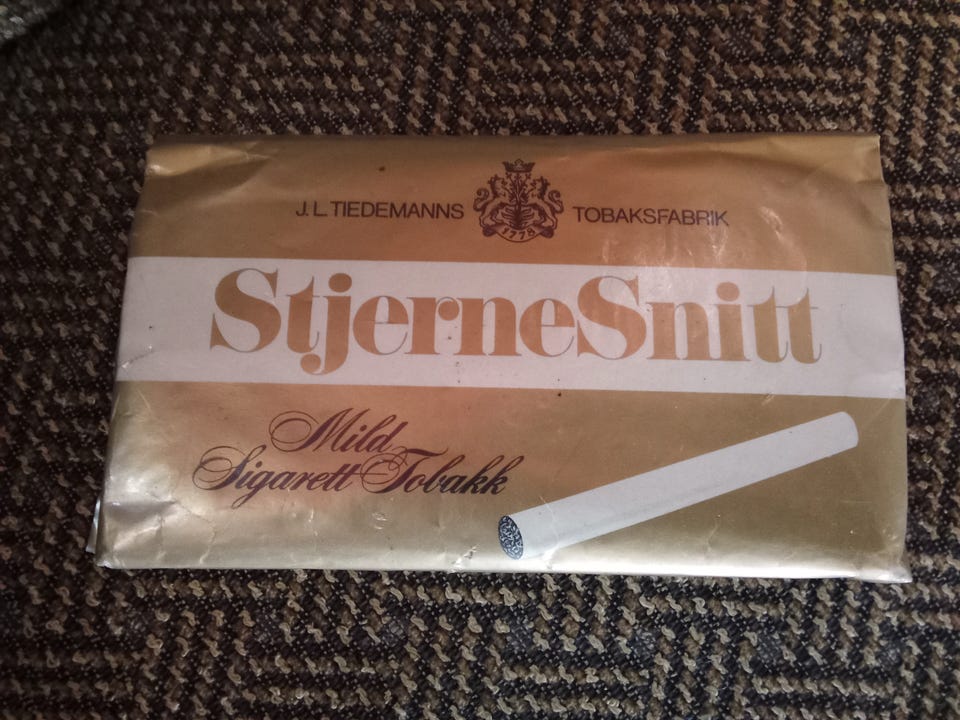 J.L. TIEDEMANNS TOBAKSFABRIK
1778
StjerneSnitt
Mild
Sigarett Tobakk